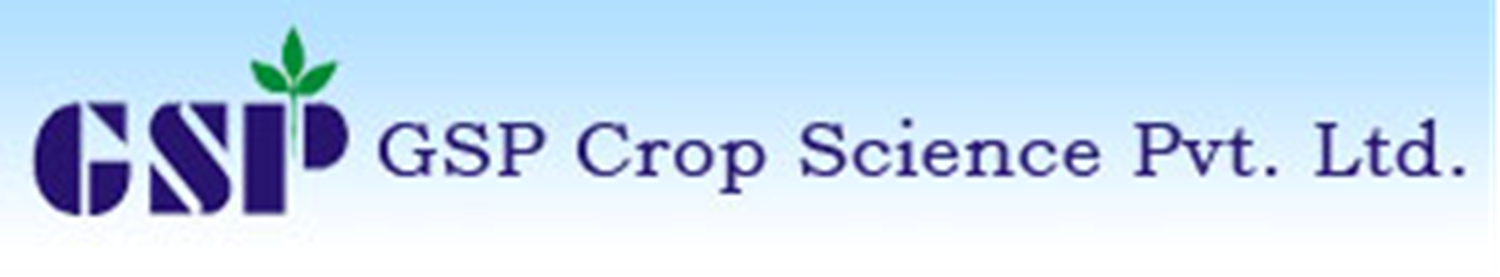 GSP GSP Crop Science Pvt. Ltd.